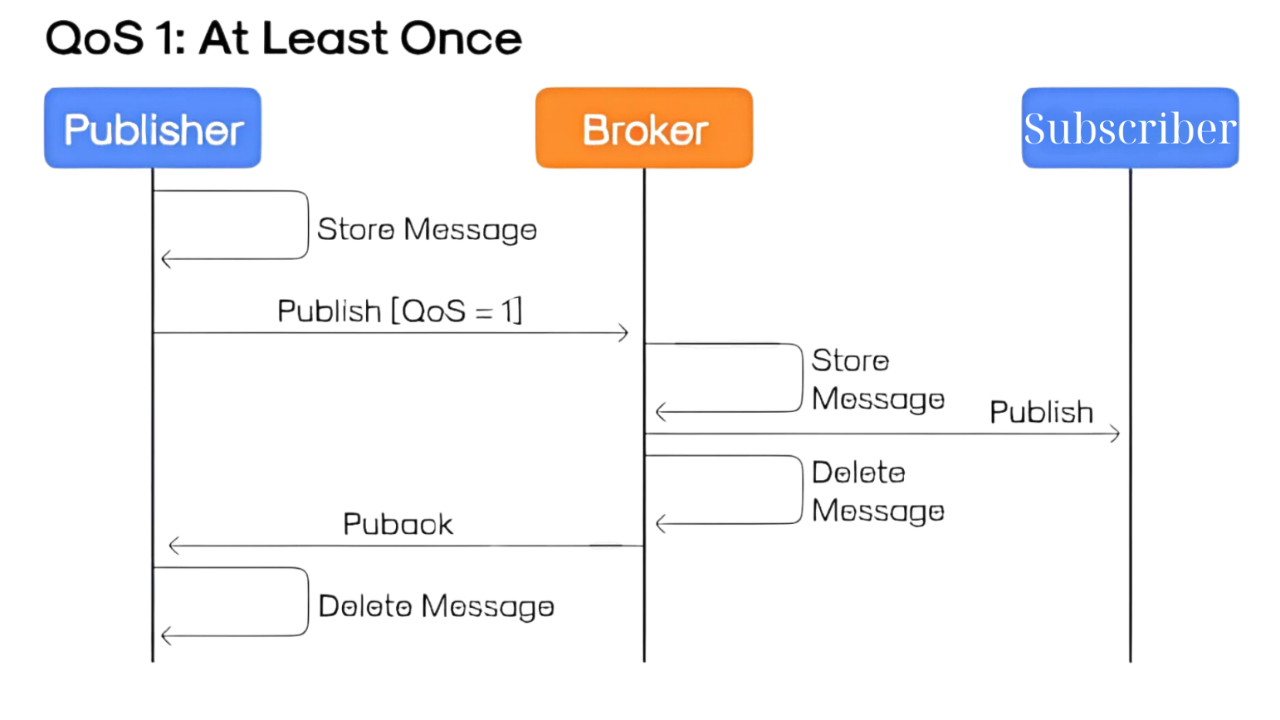 QoS 1: At Least Once
Publisher
Broker
Subscriber
Store Message
Publish [QoS = 1]
Store
Message
Publish
Delete
Message
Puback
Delete Message